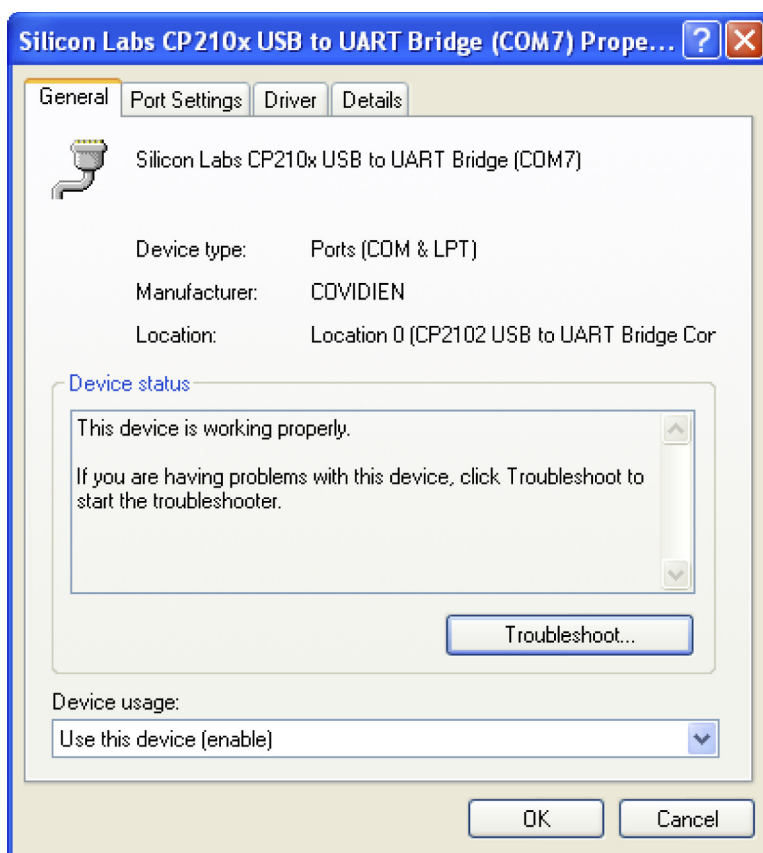 Silicon Labs CP210x USB to UART Bridge (COM7) Prope...
General Port Settings Driver Details
Silicon Labs CP210x USB to UART Bridge (COM7)
Device type: Ports (COM & LPT)
Manufacturer: COVIDIEN
Location: Location 0 (CP2102 USB to UART Bridge Cor
Device status
This device is working properly.
If you are having problems with this device, click Troubleshoot to
start the troubleshooter.
Troubleshoot...
Device usage:
Use this device (enable)
OK Cancel